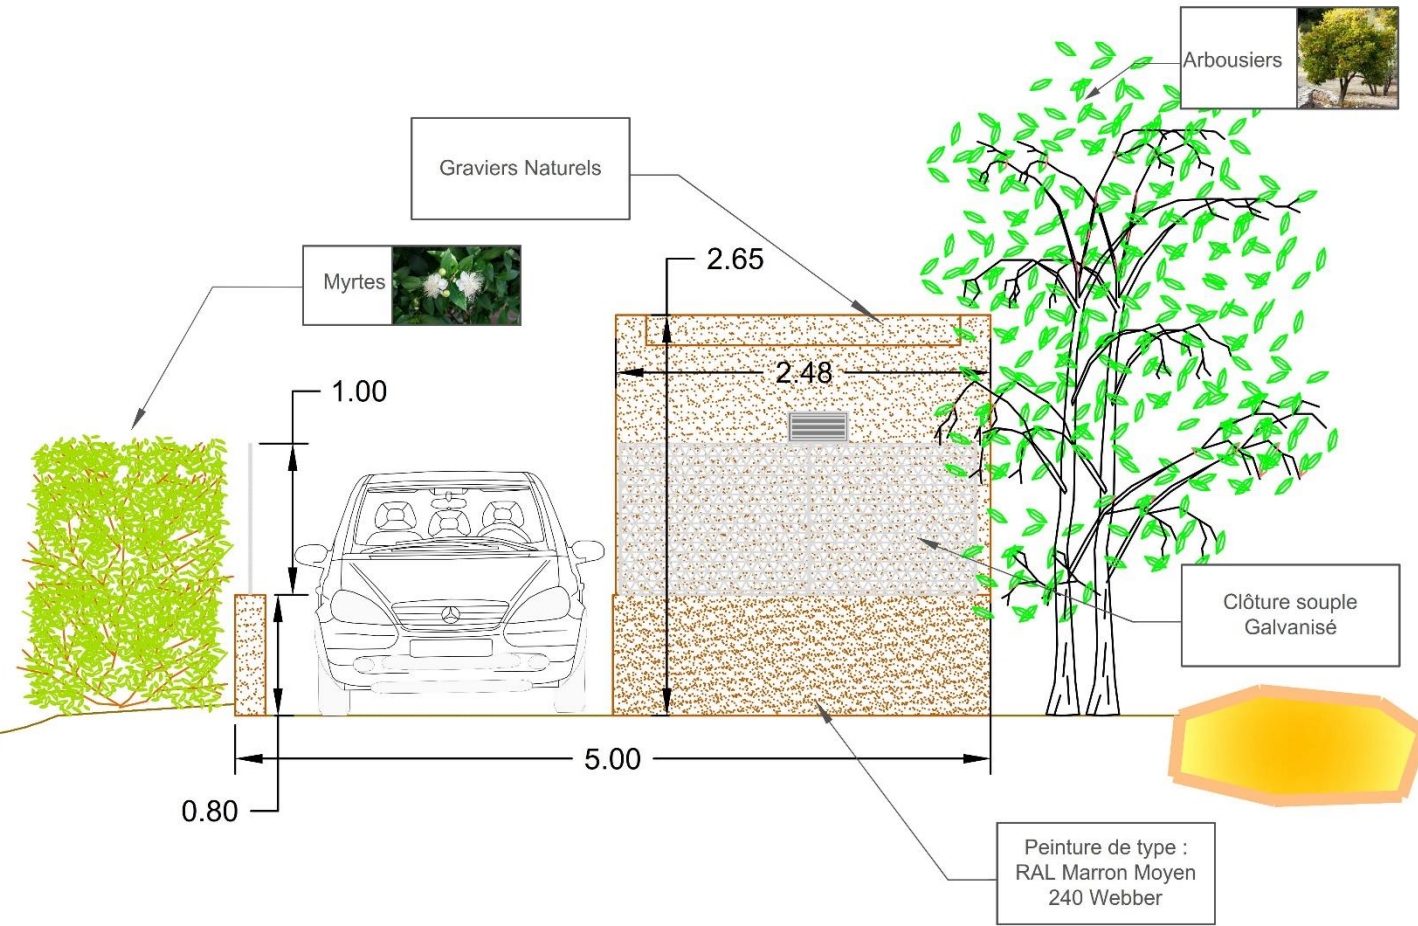 Arbousiers
Graviers Naturels
2.65
Myrtes
2.48
1.00
Clôture souple
Galvanisé
5.00
0.80
Peinture de type :
RAL Marron Moyen
240 Webber